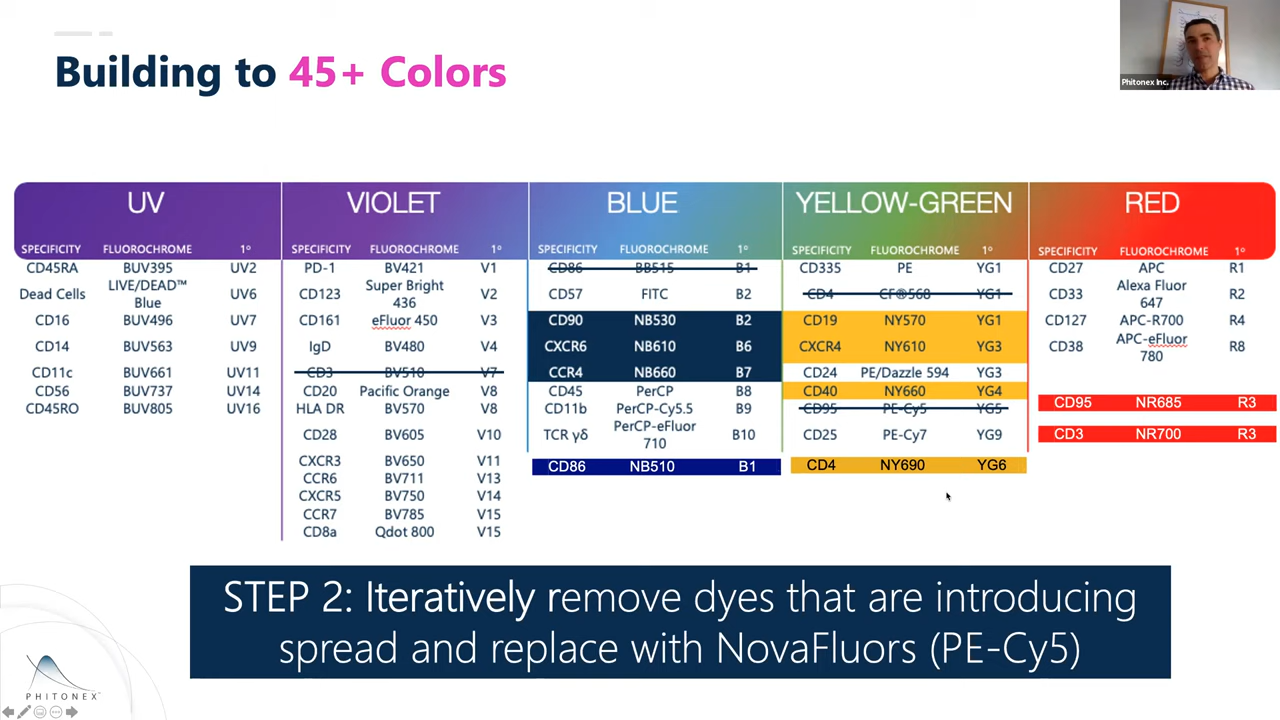 Building to 45+ Colors
Phitonex Inc.
UV
SPECIFICITY FLUOROCHROME 1º
CD45RA BUV395 UV2
Dead Cells LIVE/DEAD™ Blue UV6
CD16 BUV496 UV7
CD14 BUV563 UV9
CD11c BUV661 UV11
CD56 BUV737 UV14
CD45RO BUV805 UV16
VIOLET
SPECIFICITY FLUOROCHROME 1º
PD-1 BV421 V1
CD123 Super Bright 436 V2
CD161 eFluor 450 V3
IgD BV480 V4
CD3 BV510 V7
CD20 Pacific Orange V8
HLA DR BV570 V8
CD28 BV605 V10
CXCR3 BV650 V11
CCR6 BV711 V13
CXCR5 BV750 V14
CCR7 BV785 V15
CD8a Qdot 800 V15
BLUE
SPECIFICITY FLUOROCHROME 1º
CD86 BB515 B1
CD57 FITC B2
CD90 NB530 B2
CXCR6 NB610 B6
CCR4 NB660 B7
CD45 PerCP B8
CD11b PerCP-Cy5.5 B9
TCR γδ PerCP-eFluor 710 B10
CD86 NB510 B1
YELLOW-GREEN
SPECIFICITY FLUOROCHROME 1º
CD335 PE YG1
CD4 CF®568 YG1
CD19 NY570 YG1
CXCR4 NY610 YG3
CD24 PE/Dazzle 594 YG3
CD40 NY660 YG4
CD95 PE-Cy5 YG5
CD25 PE-Cy7 YG9
CD4 NY690 YG6
RED
SPECIFICITY FLUOROCHROME 1º
CD27 APC R1
CD33 Alexa Fluor 647 R2
CD127 APC-R700 R4
CD38 APC-eFluor 780 R8
CD95 NR685 R3
CD3 NR700 R3
STEP 2: Iteratively remove dyes that are introducing
spread and replace with NovaFluors (PE-Cy5)
PHITONEX